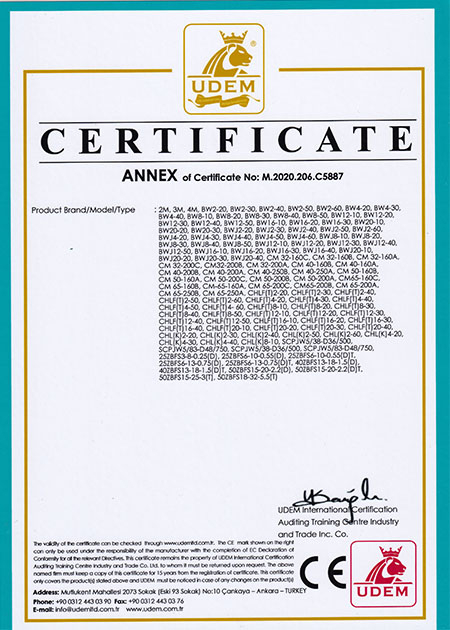 UDEM
®
CERTIFICATE
ANNEX of Certificate No: M.2020.206.C5887
Product Brand/Model/Type : 2M, 3M, 4M, BW2-20, BW2-30, BW2-40, BW2-50, BW2-60, BW4-20, BW4-30,
BW4-40, BW8-10, BW8-20, BW8-30, BW8-40, BW8-50, BW12-10, BW12-20,
BW12-30, BW12-40, BW12-50, BW16-10, BW16-20, BW16-30, BW20-10,
BW20-20, BW20-30, BWJ2-20, BWJ2-30, BWJ2-40, BWJ2-50, BWJ2-60,
BWJ4-20, BWJ4-30, BWJ4-40, BWJ4-50, BWJ4-60, BWJ8-10, BWJ8-20,
BWJ8-30, BWJ8-40, BWJ8-50, BWJ12-10, BWJ12-20, BWJ12-30, BWJ12-40,
BWJ12-50, BWJ16-10, BWJ16-20, BWJ16-30, BWJ16-40, BWJ20-10,
BWJ20-20, BWJ20-30, BWJ20-40, CM 32-160C, CM 32-160B, CM 32-160A,
CM 32-200C, CM32-200B, CM 32-200A, CM 40-160B, CM 40-160A,
CM 40-200B, CM 40-200A, CM 40-250B, CM 40-250A, CM 50-160B,
CM 50-160A, CM 50-200C, CM 50-200B, CM 50-200A, CM65-160C,
CM 65-160B, CM 65-160A, CM 65-200C, CM65-200B, CM 65-200A,
CM 65-250B, CM 65-250A, CHLF(T)2-20, CHLF(T)2-30, CHLF(T)2-40,
CHLF(T)2-50, CHLF(T)2-60, CHLF(T)4-20, CHLF(T)4-30, CHLF(T)4-40,
CHLF(T)4-50, CHLF(T)4-60, CHLF(T)8-10, CHLF(T)8-20, CHLF(T)8-30,
CHLF(T)8-40, CHLF(T)8-50, CHLF(T)12-10, CHLF(T)12-20, CHLF(T)12-30,
CHLF(T)12-40, CHLF(T)12-50, CHLF(T)16-10, CHLF(T)16-20, CHLF(T)16-30,
CHLF(T)16-40, CHLF(T)20-10, CHLF(T)20-20, CHLF(T)20-30, CHLF(T)20-40,
CHL(K)2-20, CHL(K)2-30, CHL(K)2-40, CHL(K)2-50, CHL(K)2-60, CHL(K)4-20,
CHL(K)4-30, CHL(K)4-40, CHL(K)8-10, SCPJW5/38-D36/500,
SCPJW5/83-D48/750, SCPJW5/38-D36/500, SCPJW5/83-D48/750,
25ZBFS3-8-0.25(D), 25ZBFS6-10-0.55(D), 25ZBFS6-10-0.55(D)T,
25ZBFS6-13-0.75(D), 25ZBFS6-13-0.75(D)T, 40ZBFS13-18-1.5(D),
40ZBFS13-18-1.5(D)T, 50ZBFS15-20-2.2(D), 50ZBFS15-20-2.2(D)T,
50ZBFS15-25-3(T), 50ZBFS18-32-5.5(T)
UDEM International Certification
Auditing Training Centre Industry
and Trade Inc. Co.
The validity of the certificate can be checked through www.udemltd.com.tr. The CE mark shown on the right
can only be used under the responsibility of the manufacturer with the completion of EC Declaration of
Conformity for all the relevant Directives. This certificate remains the property of UDEM International Certification
Auditing Training Centre Industry and Trade Co. Ltd. to whom it must be returned upon request. The above
named firm must keep a copy of this certificate for 15 years from the registration of certificate. This certificate
only covers the product(s) stated above and UDEM must be noticed in case of any changes on the product(s)
Address: Mutlukent Mahallesi 2073 Sokak (Eski 93 Sokak) No:10 Çankaya – Ankara – TURKEY
Phone: +90 0312 443 03 90 Fax: +90 0312 443 03 76
E-mail: info@udemltd.com.tr www.udem.com.tr
CE
UDEM